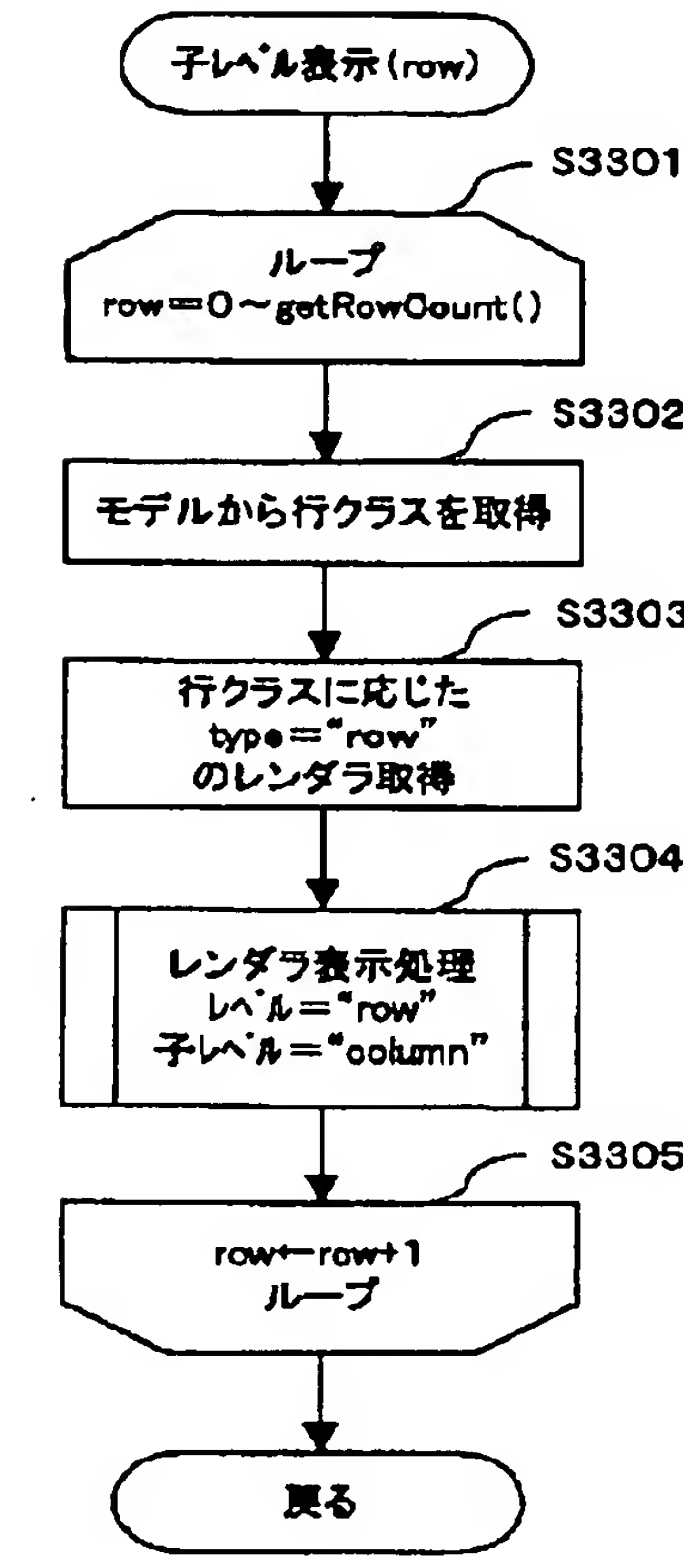 子レベル表示(row)
S3301
ループ
row=0~getRowCount()
S3302
モデルから行クラスを取得
S3303
行クラスに応じた
type="row"
のレンダラ取得
S3304
レンダラ表示処理
レベル="row"
子レベル="column"
S3305
row←row+1
ループ
戻る